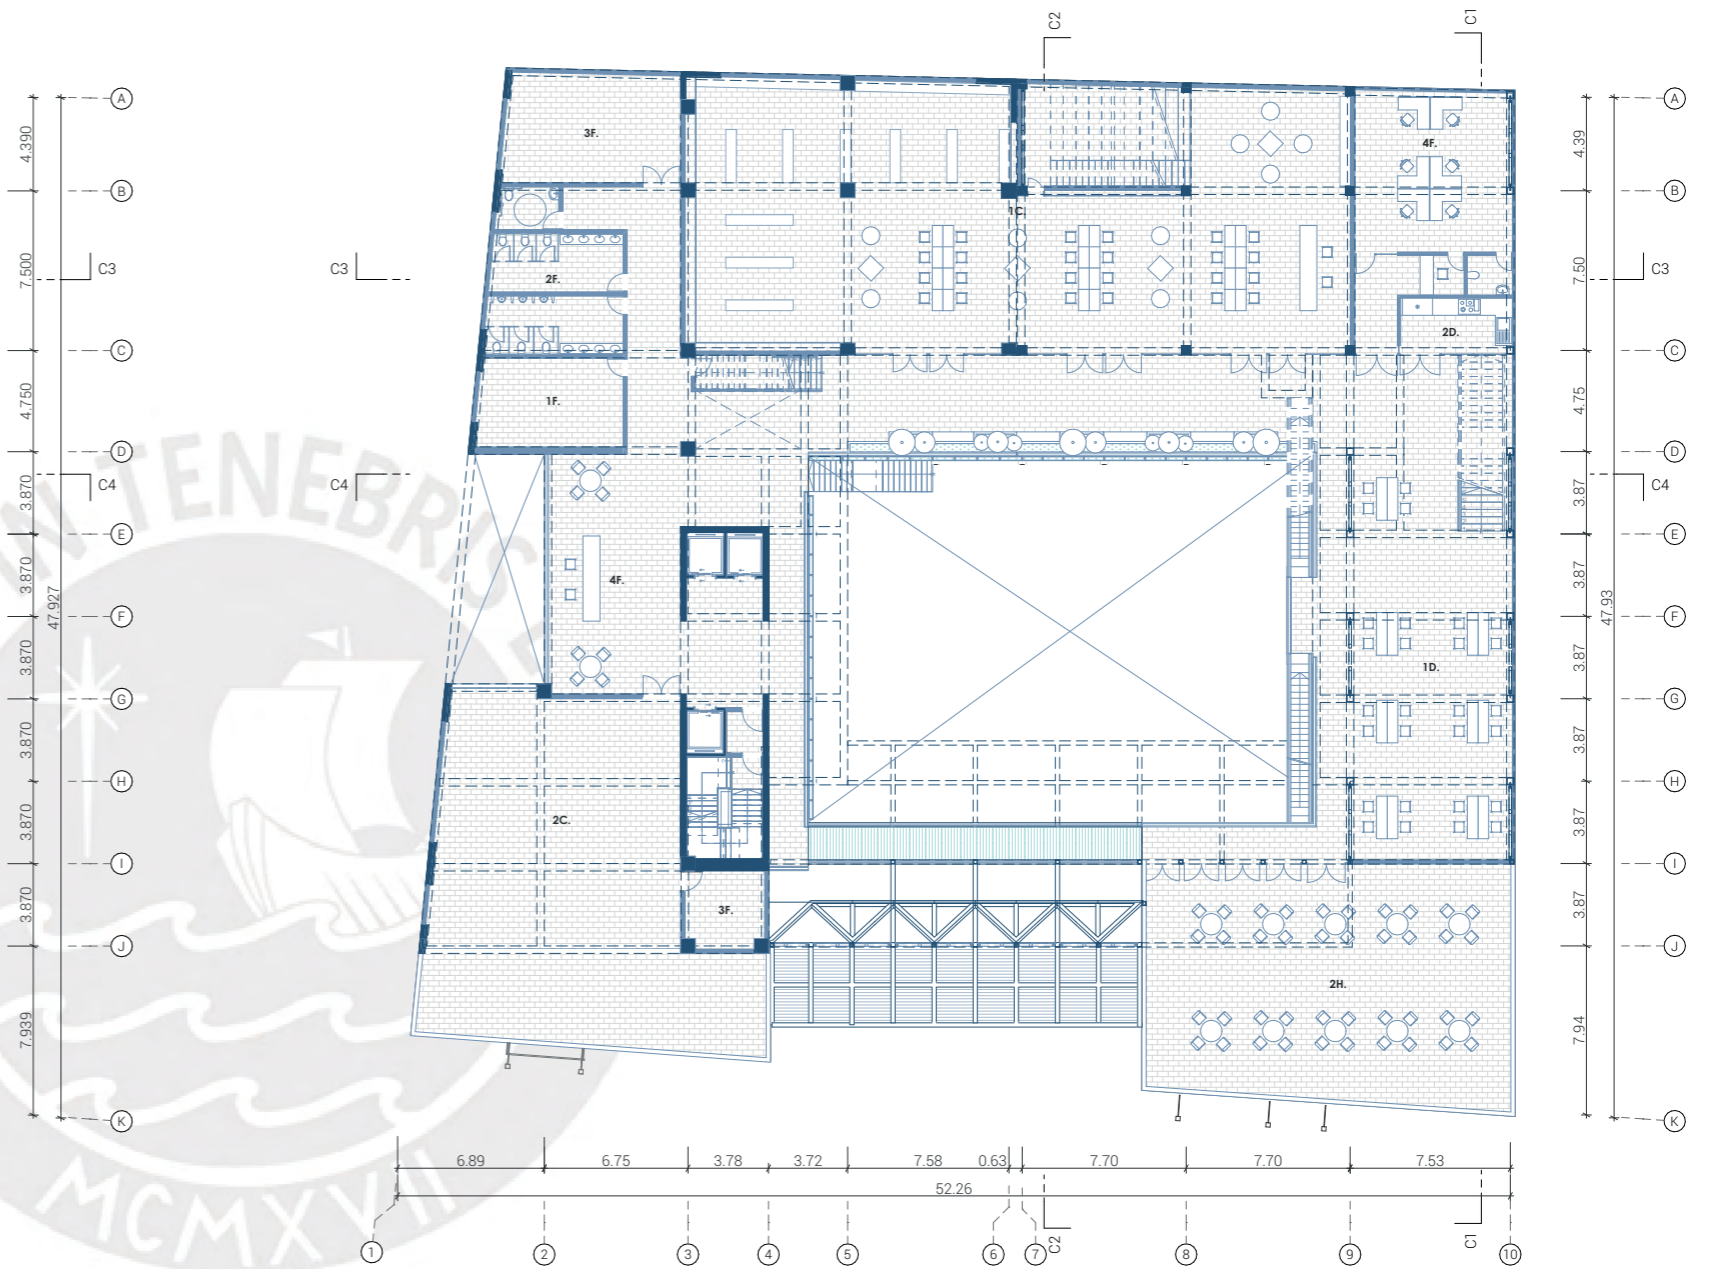 C2
C1
A
A
4.390
3F.
4F.
4.39
B
B
1C.
7.500
C3
C3
2F.
C3
7.50
2D.
C
C
4.750
1F.
4.75
D
D
C4
C4
C4
3.870
3.87
IN TENEBRIS
E
E
3.870
4F.
3.87
47.927
47.93
F
F
3.870
1D.
3.87
G
G
3.870
3.87
H
H
3.870
2C.
3.87
I
I
3.870
3F.
3.87
J
J
2H.
7.939
7.94
K
K
MCMXVII
6.89
6.75
3.78
3.72
7.58
0.63
7.70
7.70
7.53
52.26
C2
C1
1
2
3
4
5
6
7
8
9
10